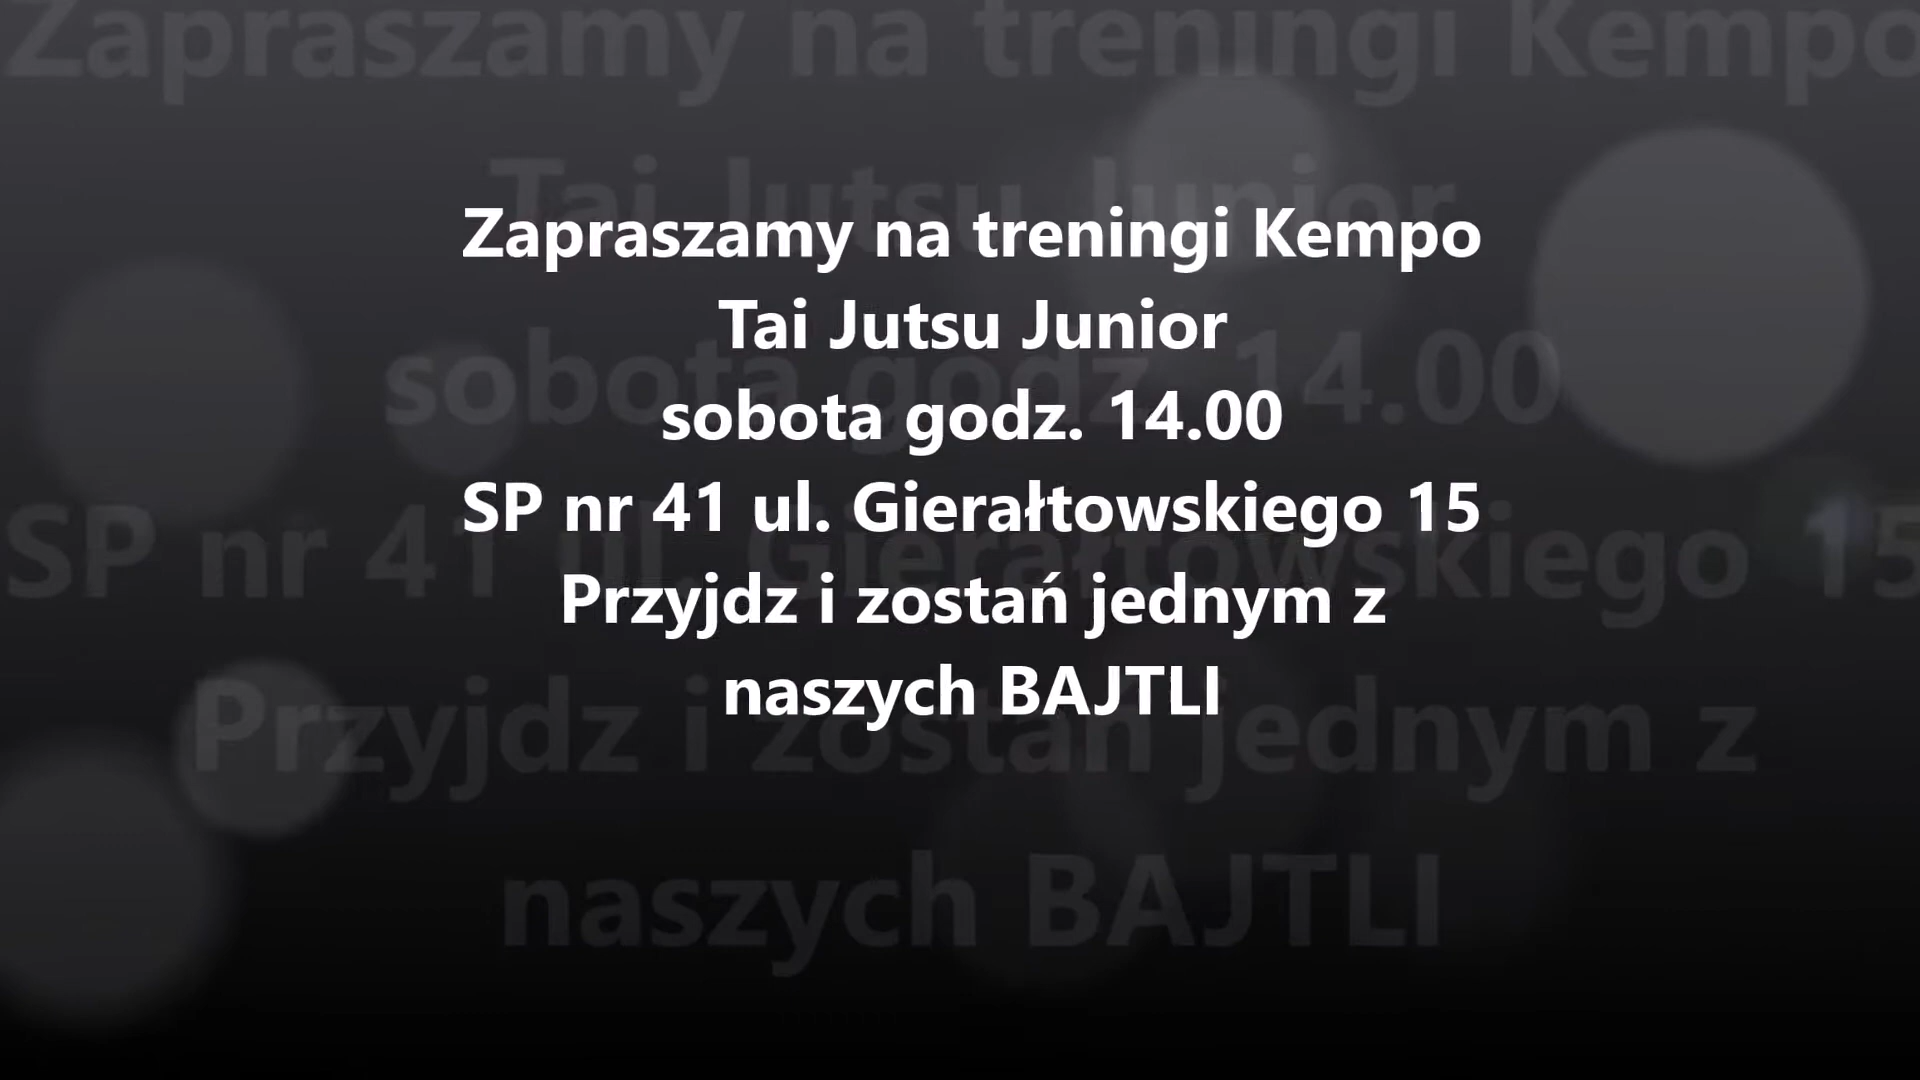 Zapraszamy na treningi Kempo
Tai Jutsu Junior
sobota godz. 14.00
SP nr 41 ul. Gierałtowskiego 15
Przyjdz i zostań jednym z
naszych BAJTLI